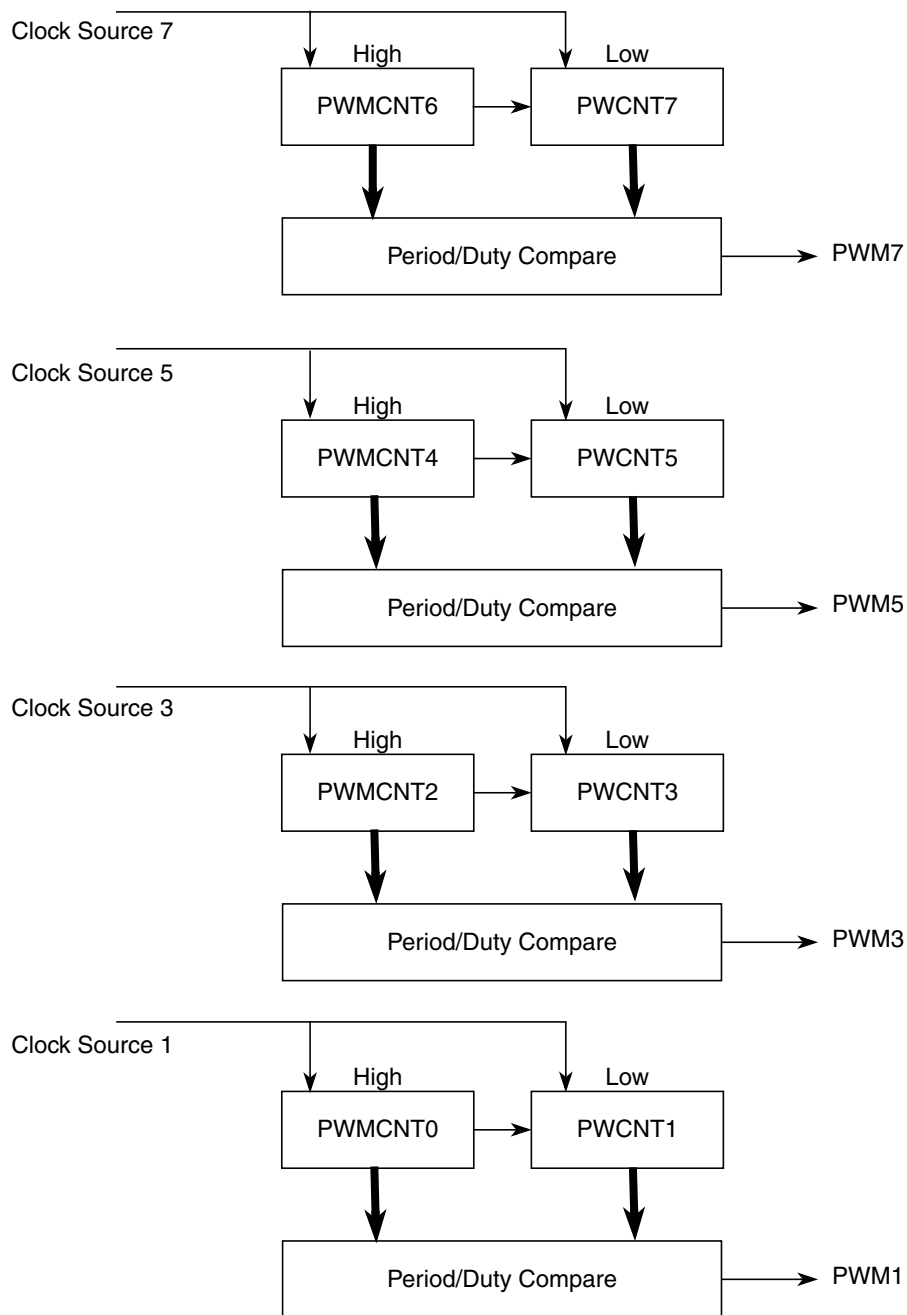 Clock Source 7
High
Low
PWMCNT6
PWCNT7
Period/Duty Compare
PWM7
Clock Source 5
High
Low
PWMCNT4
PWCNT5
Period/Duty Compare
PWM5
Clock Source 3
High
Low
PWMCNT2
PWCNT3
Period/Duty Compare
PWM3
Clock Source 1
High
Low
PWMCNT0
PWCNT1
Period/Duty Compare
PWM1